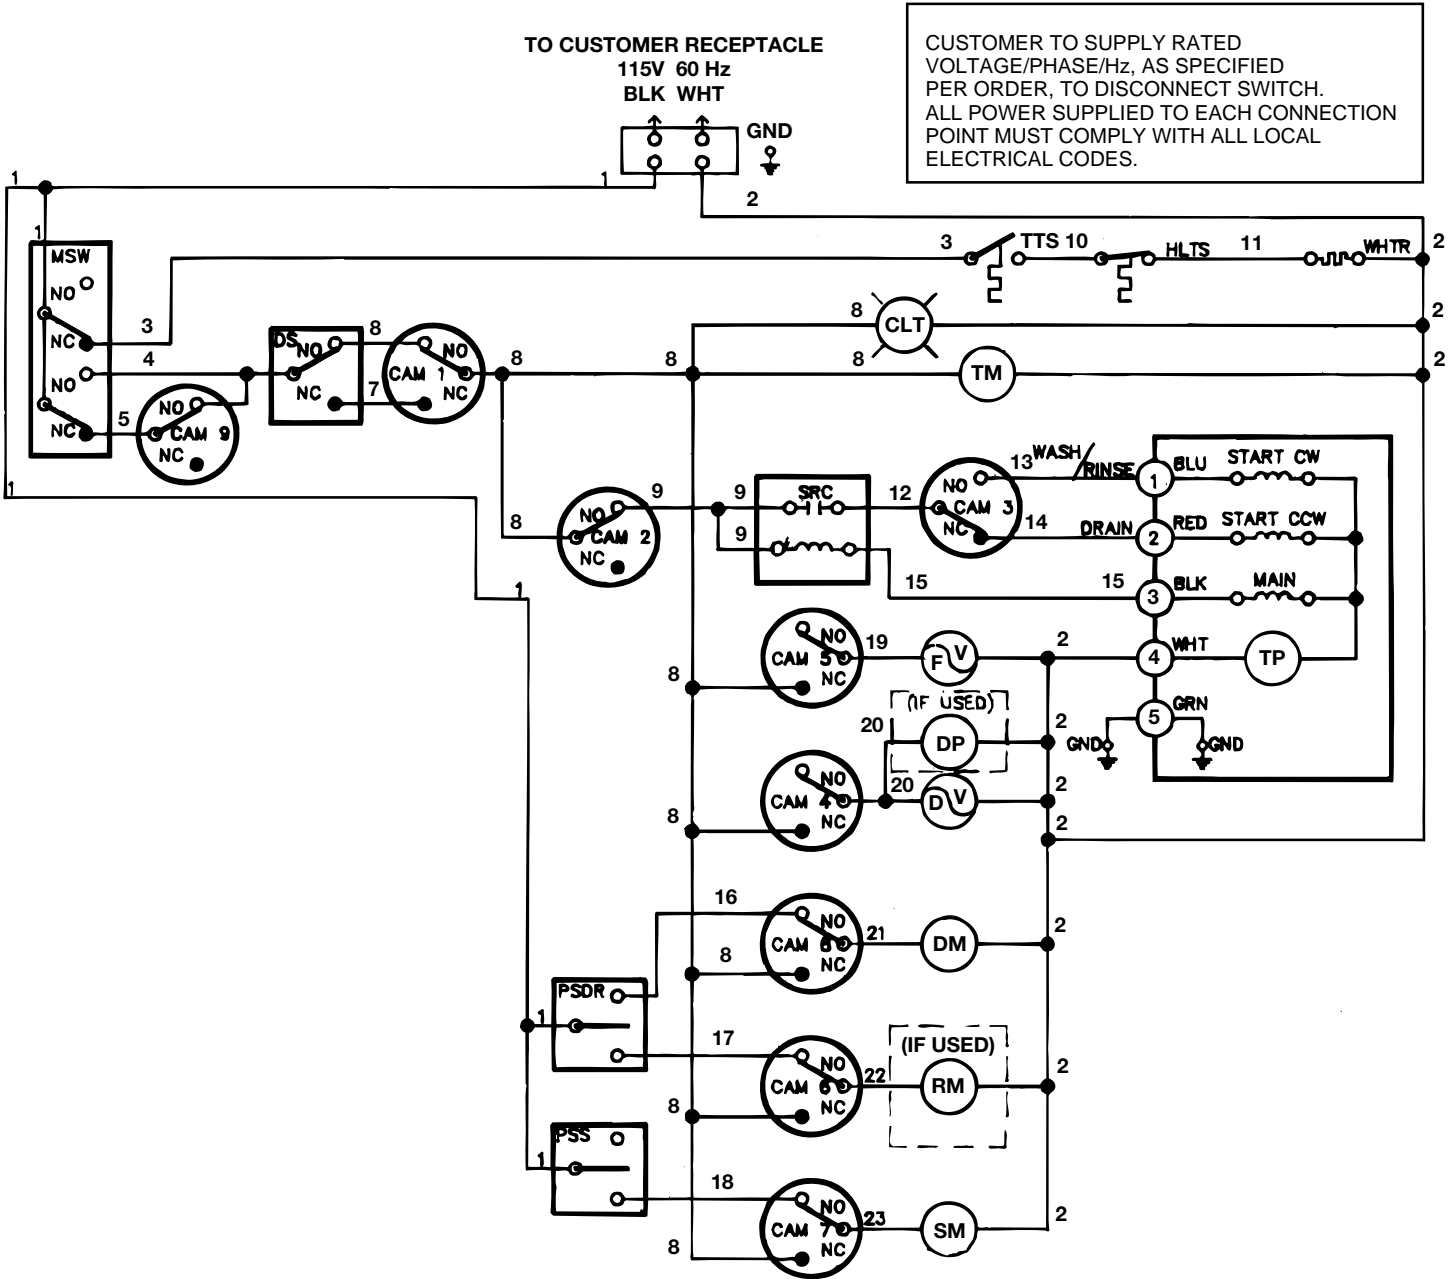 TO CUSTOMER RECEPTACLE
115V 60 Hz
BLK WHT
GND
CUSTOMER TO SUPPLY RATED
VOLTAGE/PHASE/Hz, AS SPECIFIED
PER ORDER, TO DISCONNECT SWITCH.
ALL POWER SUPPLIED TO EACH CONNECTION
POINT MUST COMPLY WITH ALL LOCAL
ELECTRICAL CODES.
1
1
2
1
MSW
NO
NC
NO
NC
3
4
5
3
TTS 10
HLTS
11
WHTR
2
8
CLT
2
DS
NO
NC
8
7
NO
CAM 1
NC
8
8
8
TM
2
NO
CAM 9
NC
1
8
NO
CAM 2
NC
9
9
9
SRC
12
NO
CAM 3
NC
13
WASH/
RINSE
14
DRAIN
15
15
1
BLU
START CW
2
RED
START CCW
3
BLK
MAIN
4
WHT
TP
5
GRN
GND
GND
1
8
NO
CAM 5
NC
19
F V
2
(IF USED)
20
DP
2
8
NO
CAM 4
NC
20
D V
2
2
16
8
NO
CAM 8
NC
21
DM
2
PSDR
1
17
8
NO
CAM 6
NC
22
(IF USED)
RM
2
PSS
1
18
8
NO
CAM 7
NC
23
SM
2